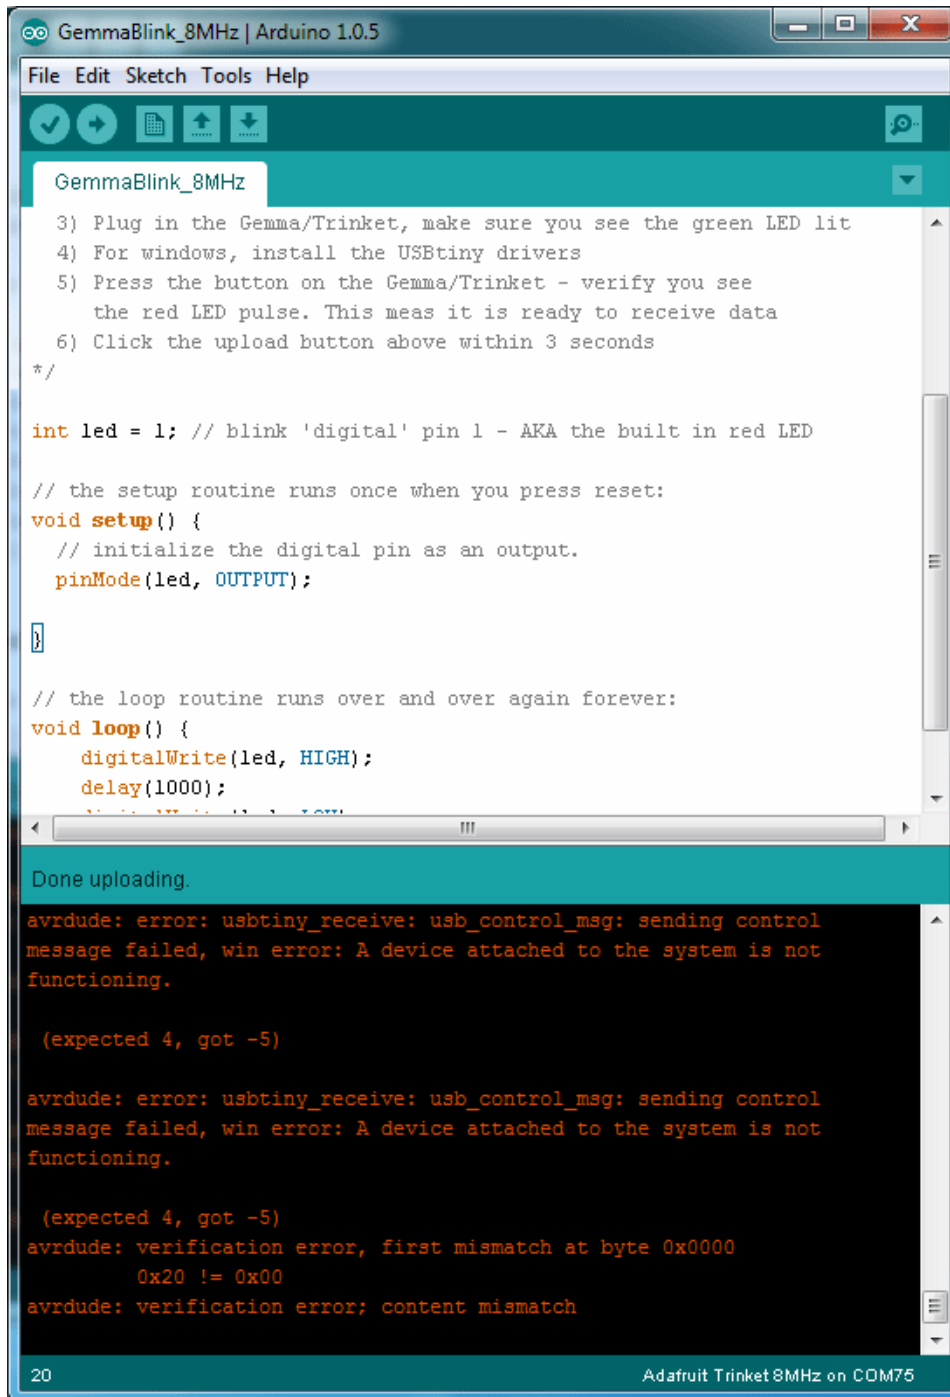 GemmaBlink_8MHz | Arduino 1.0.5
File Edit Sketch Tools Help
GemmaBlink_8MHz
3) Plug in the Gemma/Trinket, make sure you see the green LED lit
4) For windows, install the USBtiny drivers
5) Press the button on the Gemma/Trinket - verify you see
the red LED pulse. This meas it is ready to receive data
6) Click the upload button above within 3 seconds
*/
int led = 1; // blink 'digital' pin 1 - AKA the built in red LED
// the setup routine runs once when you press reset:
void setup() {
// initialize the digital pin as an output.
pinMode(led, OUTPUT);
}
// the loop routine runs over and over again forever:
void loop() {
digitalWrite(led, HIGH);
delay(1000);
Done uploading.
avrdude: error: usbtiny_receive: usb_control_msg: sending control
message failed, win error: A device attached to the system is not
functioning.
(expected 4, got -5)
avrdude: error: usbtiny_receive: usb_control_msg: sending control
message failed, win error: A device attached to the system is not
functioning.
(expected 4, got -5)
avrdude: verification error, first mismatch at byte 0x0000
0x20 != 0x00
avrdude: verification error; content mismatch
20 Adafruit Trinket 8MHz on COM75